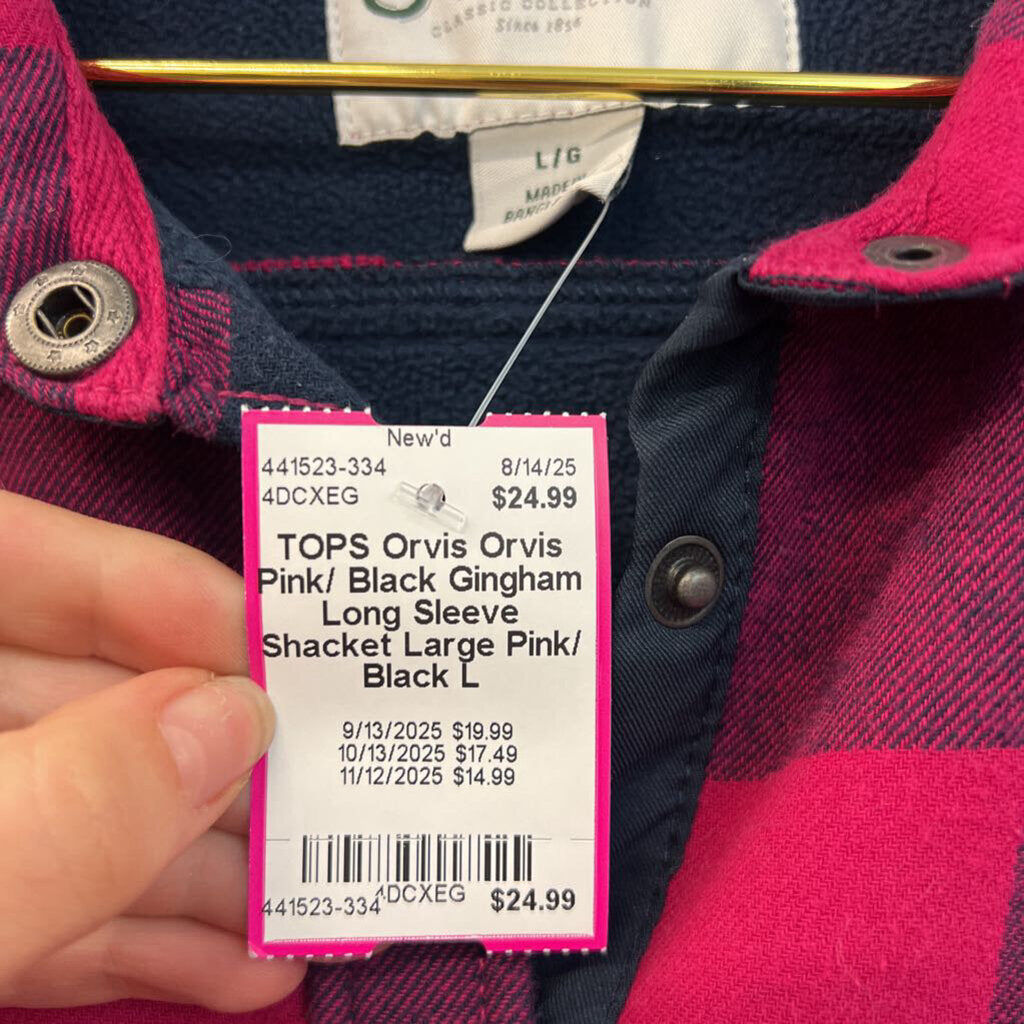 CLASSIC COLLECTION
Since 1856
L/G
MADE IN
New'd
441523-334 8/14/25
4DCXEG $24.99
TOPS Orvis Orvis
Pink/ Black Gingham
Long Sleeve
Shacket Large Pink/
Black L
9/13/2025 $19.99
10/13/2025 $17.49
11/12/2025 $14.99
441523-334 4DCXEG $24.99